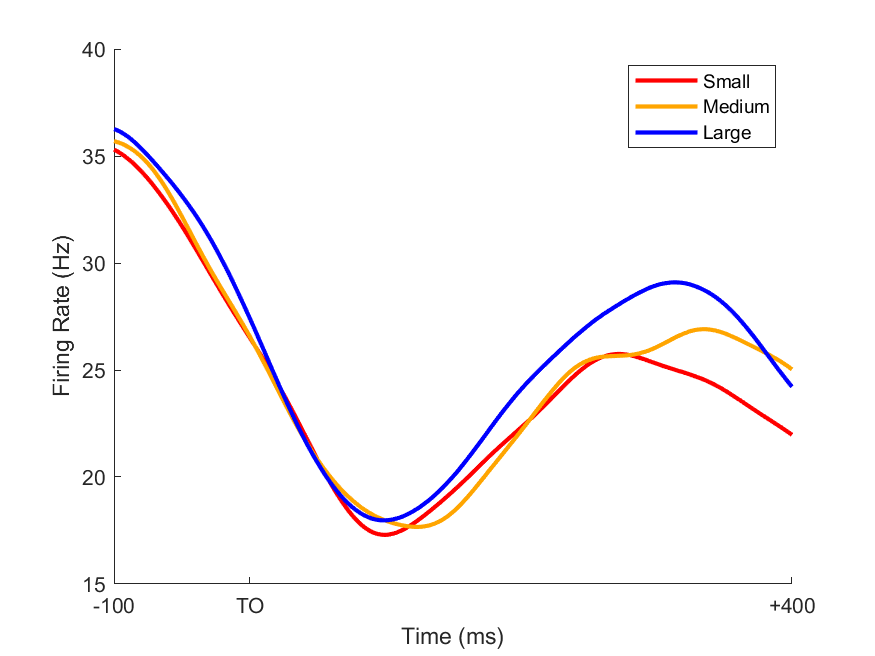 40
35
30
25
20
15
Firing Rate (Hz)
-100
TO
+400
Time (ms)
Small
Medium
Large